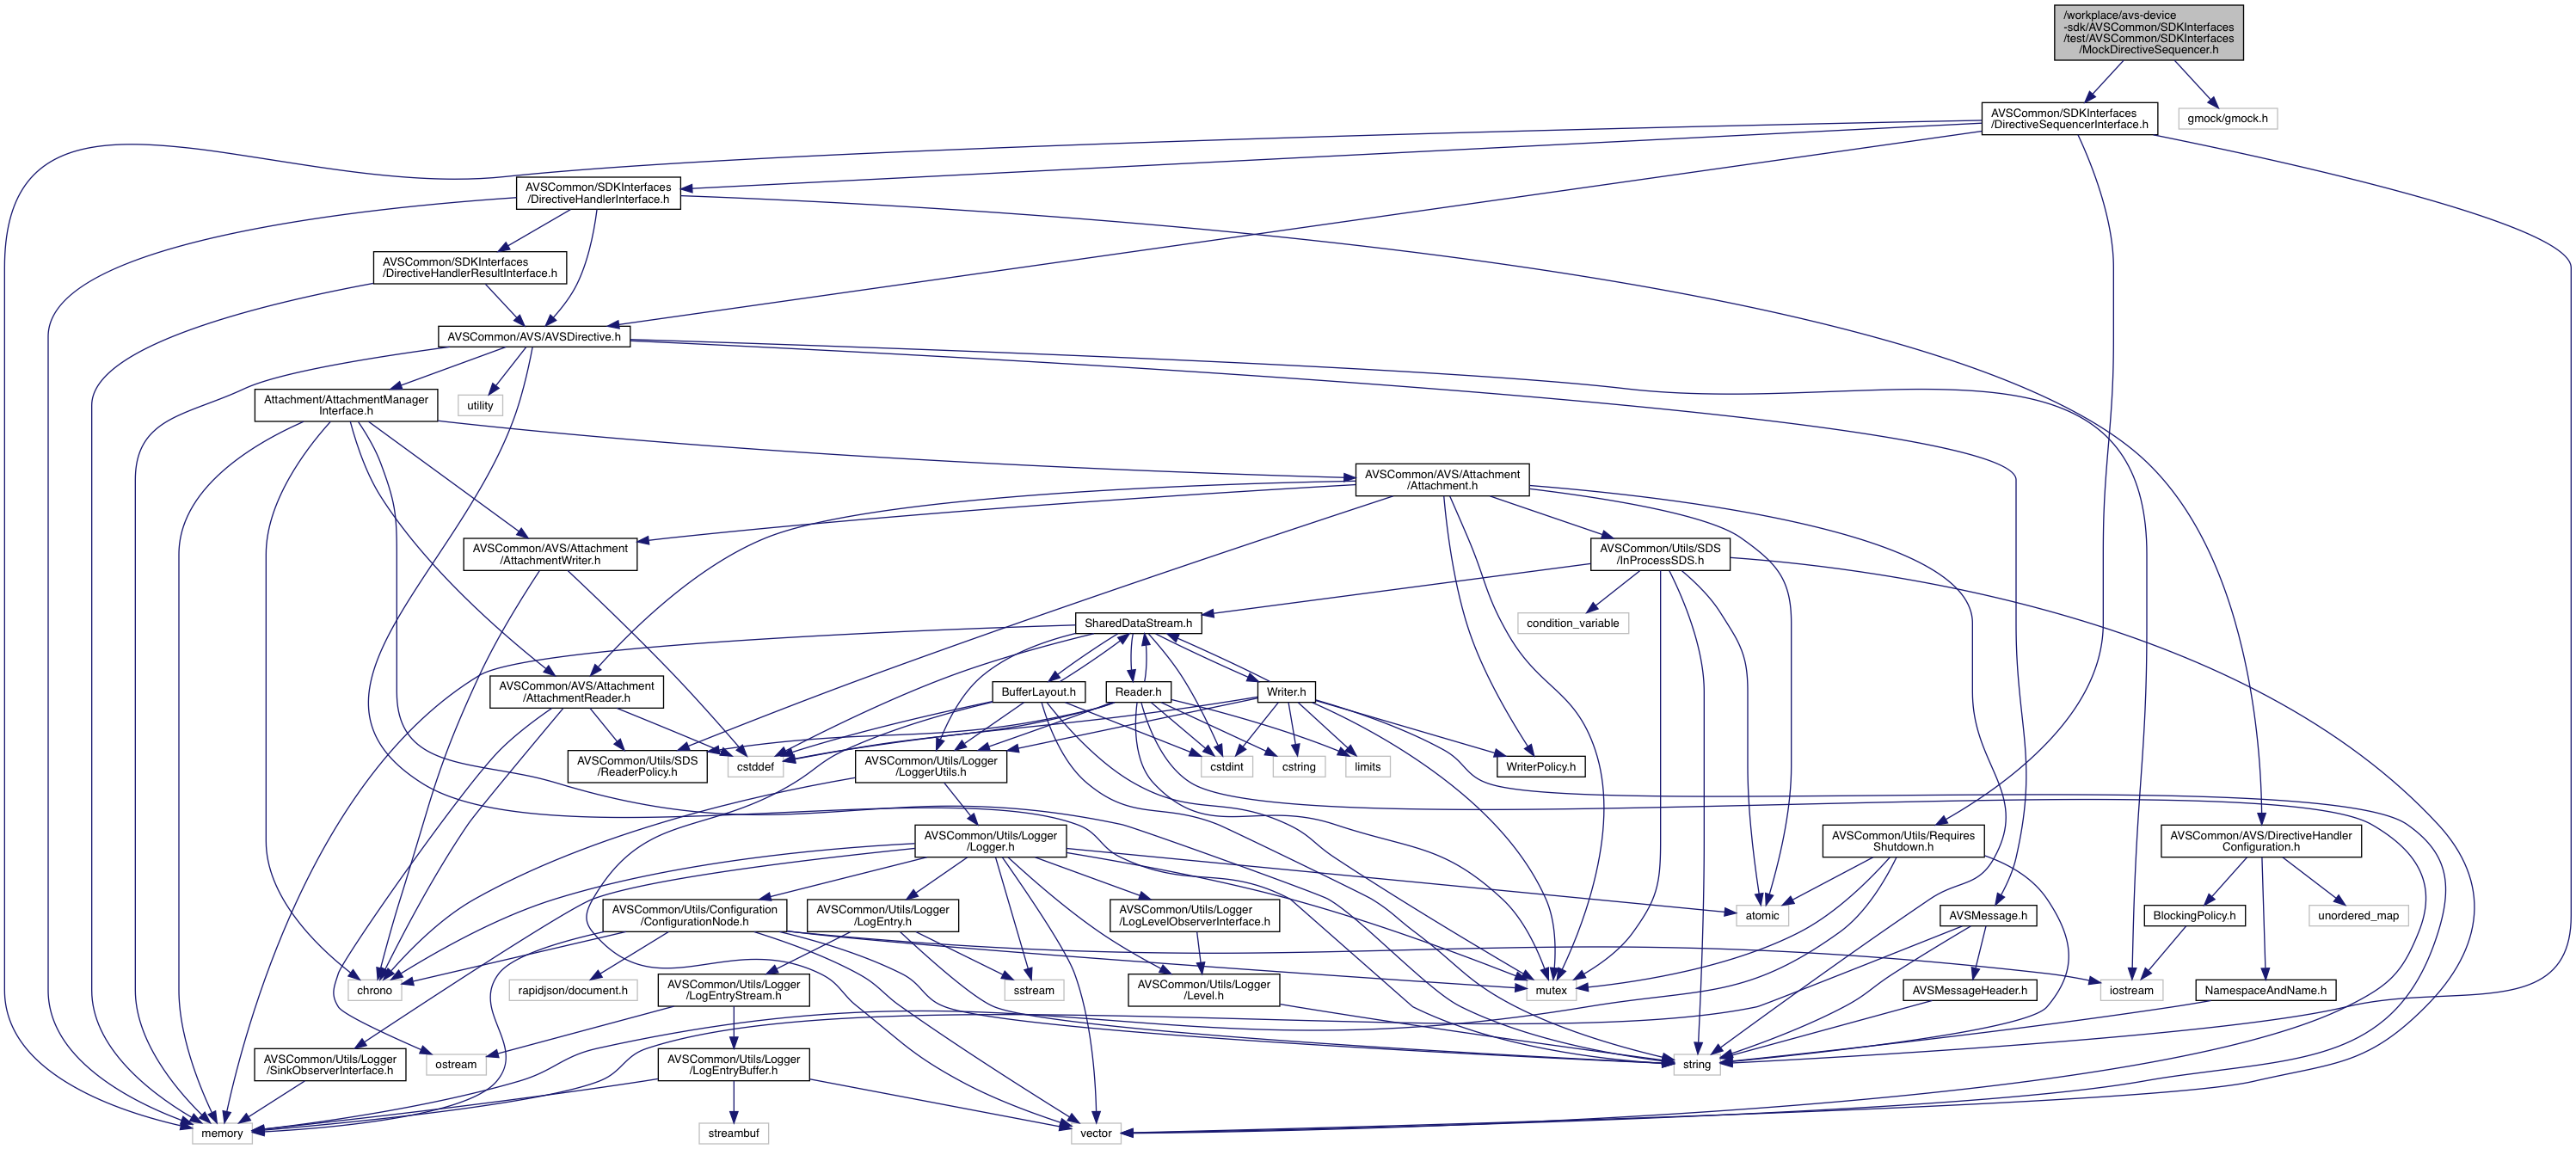 /workplace/avs-device
-sdk/AVSCommon/SDKInterfaces
/test/AVSCommon/SDKInterfaces
/MockDirectiveSequencer.h
AVSCommon/SDKInterfaces
/DirectiveSequencerInterface.h
gmock/gmock.h
AVSCommon/SDKInterfaces
/DirectiveHandlerInterface.h
AVSCommon/SDKInterfaces
/DirectiveHandlerResultInterface.h
AVSCommon/AVS/AVSDirective.h
Attachment/AttachmentManager
Interface.h
utility
AVSCommon/AVS/Attachment
/Attachment.h
AVSCommon/AVS/Attachment
/AttachmentWriter.h
AVSCommon/Utils/SDS
/InProcessSDS.h
SharedDataStream.h
condition_variable
AVSCommon/AVS/Attachment
/AttachmentReader.h
BufferLayout.h
Reader.h
Writer.h
AVSCommon/Utils/SDS
/ReaderPolicy.h
cstddef
AVSCommon/Utils/Logger
/LoggerUtils.h
cstdint
cstring
limits
WriterPolicy.h
AVSCommon/Utils/Logger
/Logger.h
AVSCommon/Utils/Requires
Shutdown.h
AVSCommon/AVS/DirectiveHandler
Configuration.h
AVSCommon/Utils/Configuration
/ConfigurationNode.h
AVSCommon/Utils/Logger
/LogEntry.h
AVSCommon/Utils/Logger
/LogLevelObserverInterface.h
atomic
AVSMessage.h
BlockingPolicy.h
unordered_map
chrono
rapidjson/document.h
AVSCommon/Utils/Logger
/LogEntryStream.h
sstream
AVSCommon/Utils/Logger
/Level.h
mutex
AVSMessageHeader.h
iostream
NamespaceAndName.h
AVSCommon/Utils/Logger
/SinkObserverInterface.h
ostream
AVSCommon/Utils/Logger
/LogEntryBuffer.h
string
memory
streambuf
vector